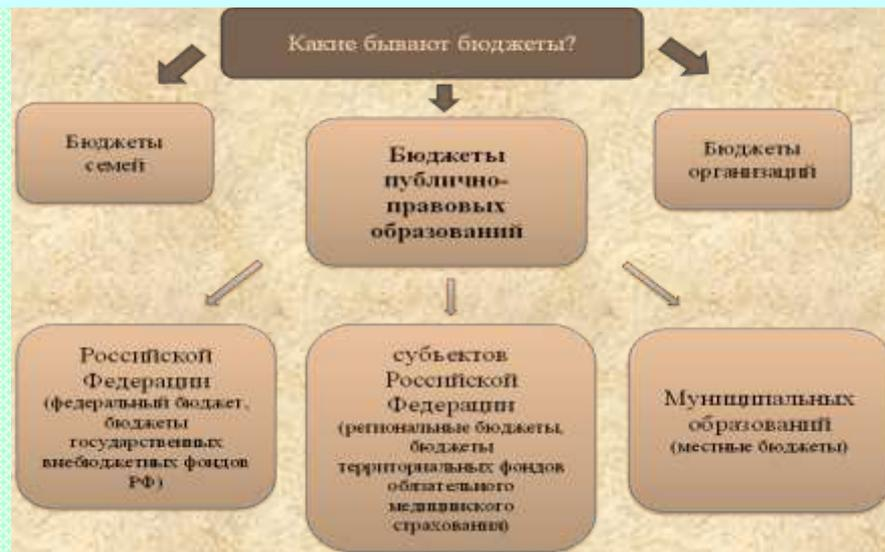 Какие бывают бюджеты?
Бюджеты
семей
Бюджеты
публично-
правовых
образований
Бюджеты
организаций
Российской
Федерации
(федеральный бюджет,
бюджеты
государственных
внебюджетных фондов
РФ)
субъектов
Российской
Федерации
(региональные бюджеты,
бюджеты
территориальных фондов
обязательного
медицинского
страхования)
Муниципальных
образований
(местные бюджеты)